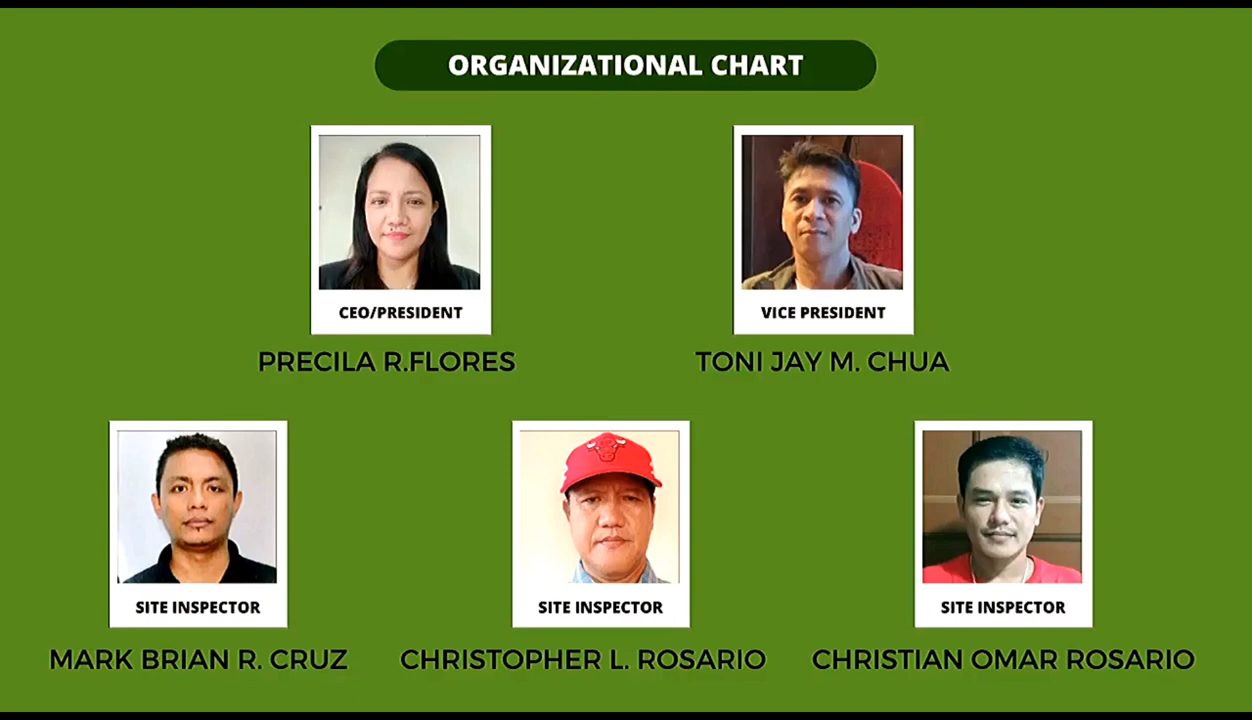 ORGANIZATIONAL CHART
CEO/PRESIDENT
PRECILA R.FLORES
VICE PRESIDENT
TONI JAY M. CHUA
SITE INSPECTOR
MARK BRIAN R. CRUZ
SITE INSPECTOR
CHRISTOPHER L. ROSARIO
SITE INSPECTOR
CHRISTIAN OMAR ROSARIO